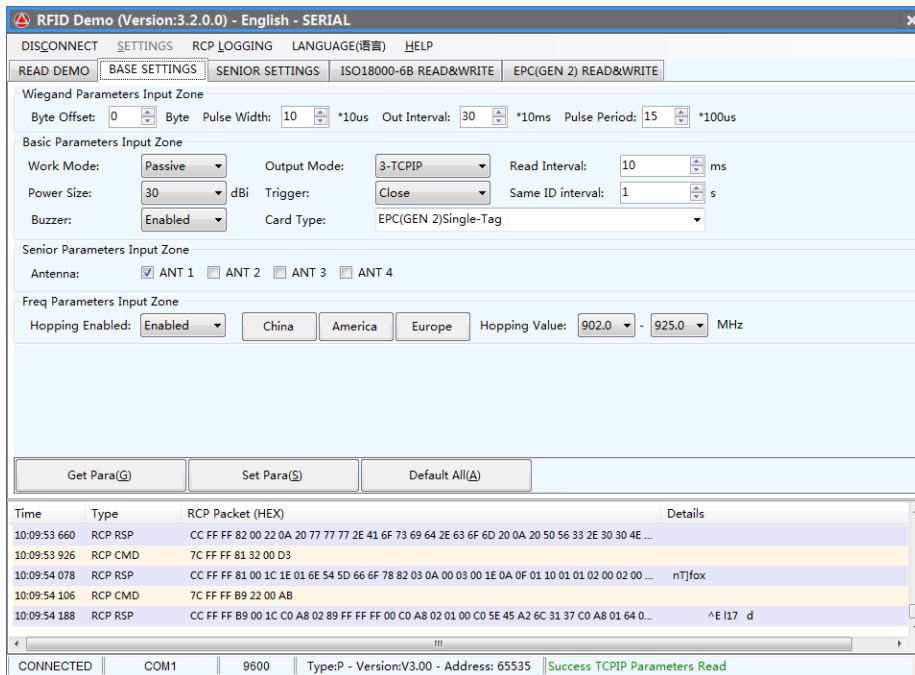 RFID Demo (Version:3.2.0.0) - English - SERIAL
DISCONNECT SETTINGS RCP LOGGING LANGUAGE(语言) HELP
READ DEMO BASE SETTINGS SENIOR SETTINGS ISO18000-6B READ&WRITE EPC(GEN 2) READ&WRITE
Wiegand Parameters Input Zone
Byte Offset: 0 Byte Pulse Width: 10 *10us Out Interval: 30 *10ms Pulse Period: 15 *100us
Basic Parameters Input Zone
Work Mode: Passive Output Mode: 3-TCPIP Read Interval: 10 ms
Power Size: 30 dBi Trigger: Close Same ID interval: 1 s
Buzzer: Enabled Card Type: EPC(GEN 2)Single-Tag
Senior Parameters Input Zone
Antenna: ANT 1 ANT 2 ANT 3 ANT 4
Freq Parameters Input Zone
Hopping Enabled: Enabled China America Europe Hopping Value: 902.0 - 925.0 MHz
Get Para(G) Set Para(S) Default All(A)
Time Type RCP Packet (HEX) Details
10:09:53 660 RCP RSP CC FF FF 82 00 22 0A 20 77 77 77 2E 41 6F 73 69 64 2E 63 6F 6D 20 0A 20 50 56 33 2E 30 30 4E ...
10:09:53 926 RCP CMD 7C FF FF 81 32 00 D3
10:09:54 078 RCP RSP CC FF FF 81 00 1C 1E 01 6E 54 5D 66 6F 78 82 03 0A 00 03 00 1E 0A 0F 01 10 01 01 02 00 02 00 ... nT]fox
10:09:54 106 RCP CMD 7C FF FF B9 22 00 AB
10:09:54 188 RCP RSP CC FF FF B9 00 1C C0 A8 02 89 FF FF FF 00 C0 A8 02 01 00 C0 5E 45 A2 6C 31 37 C0 A8 01 64 0... ^E l17 d
CONNECTED COM1 9600 Type:P - Version:V3.00 - Address: 65535 Success TCPIP Parameters Read